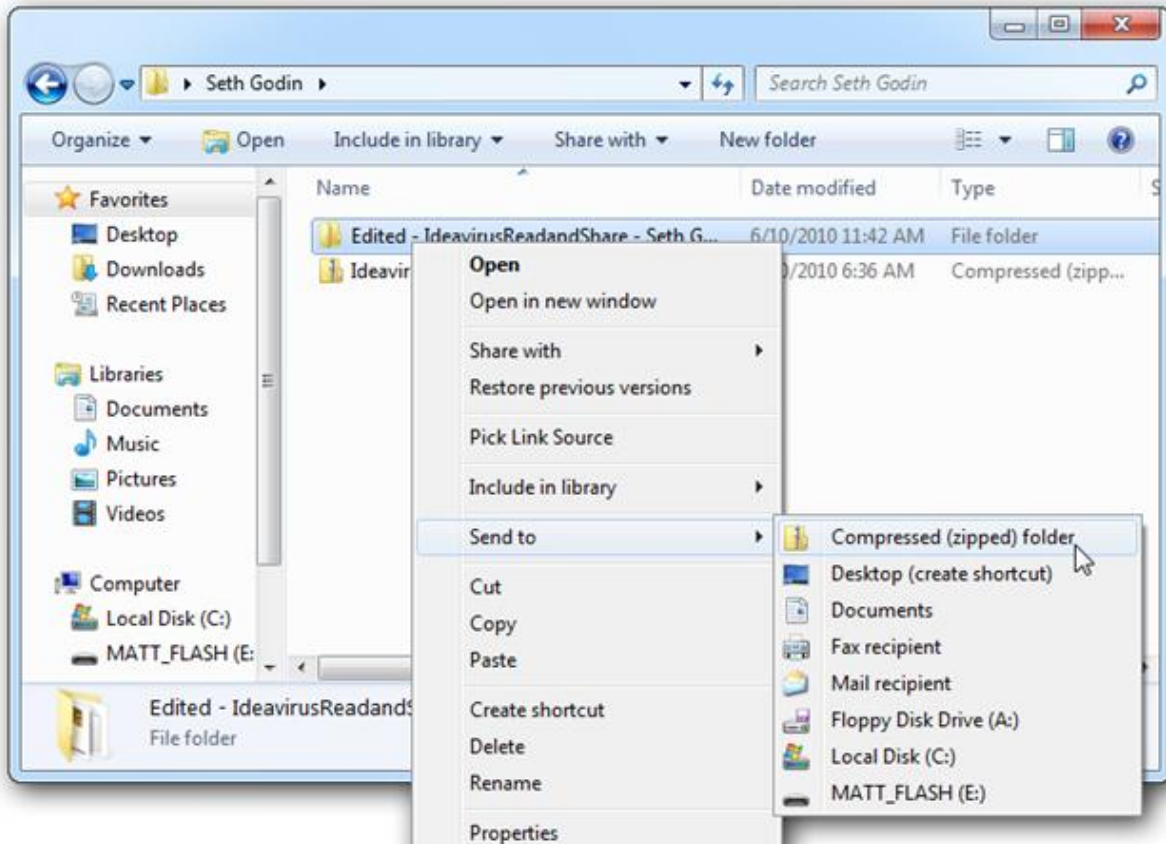 Seth Godin
Search Seth Godin
Organize Open Include in library Share with New folder
Name Date modified Type S
Favorites
Desktop
Downloads
Recent Places
Libraries
Documents
Music
Pictures
Videos
Computer
Local Disk (C:)
MATT_FLASH (E:
Edited - IdeavirusReadandShare - Seth G... 6/10/2010 11:42 AM File folder
Ideavir 0/2010 6:36 AM Compressed (zipp...
Open
Open in new window
Share with
Restore previous versions
Pick Link Source
Include in library
Send to
Cut
Copy
Paste
Create shortcut
Delete
Rename
Properties
Compressed (zipped) folder
Desktop (create shortcut)
Documents
Fax recipient
Mail recipient
Floppy Disk Drive (A:)
Local Disk (C:)
MATT_FLASH (E:)
Edited - IdeavirusReadandS
File folder